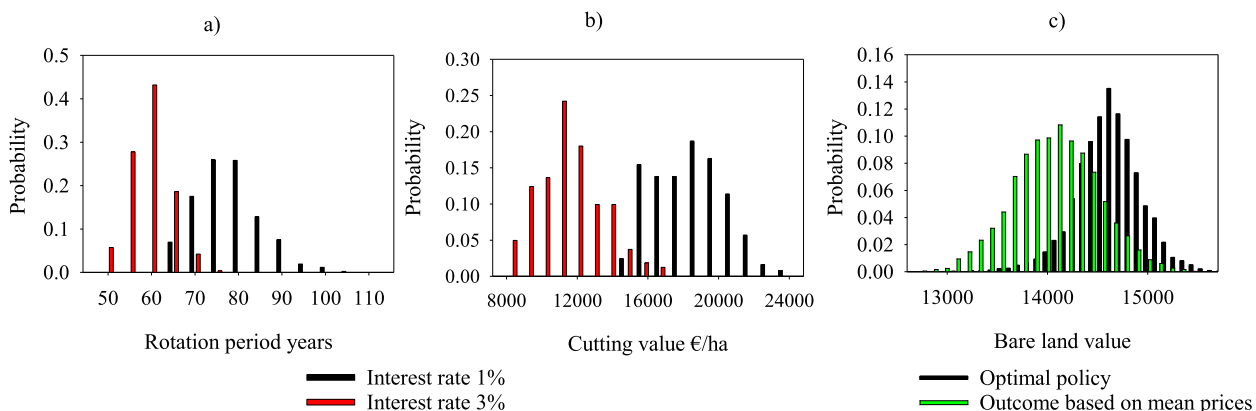 a)
Probability
0.5
0.4
0.3
0.2
0.1
0.0
50 60 70 80 90 100 110
Rotation period years
b)
Probability
0.30
0.25
0.20
0.15
0.10
0.05
0.00
8000 12000 16000 20000 24000
Cutting value €/ha
c)
Probability
0.16
0.14
0.12
0.10
0.08
0.06
0.04
0.02
0.00
13000 14000 15000
Bare land value
Interest rate 1%
Interest rate 3%
Optimal policy
Outcome based on mean prices